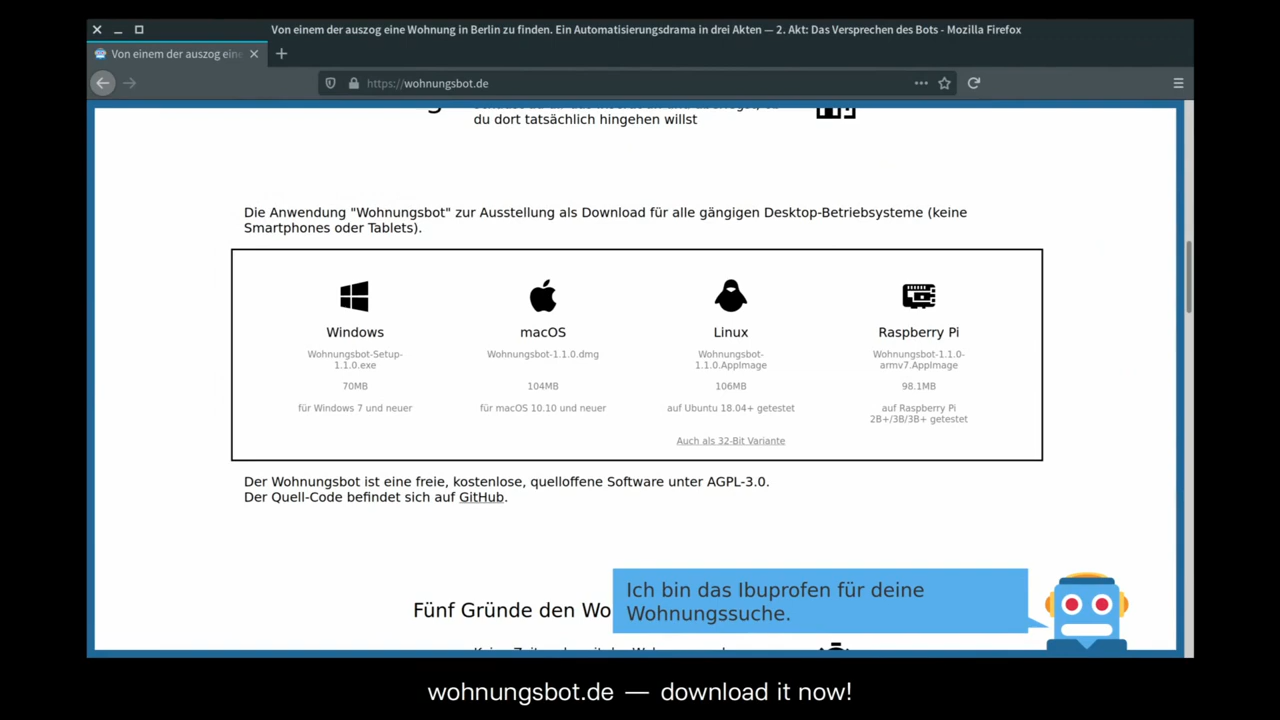 Von einem der auszog eine Wohnung in Berlin zu finden. Ein Automatisierungsdrama in drei Akten — 2. Akt: Das Versprechen des Bots - Mozilla Firefox
Von einem der auszog eine
https://wohnungsbot.de
du dort tatsächlich hingehen willst
Die Anwendung "Wohnungsbot" zur Ausstellung als Download für alle gängigen Desktop-Betriebsysteme (keine
Smartphones oder Tablets).
Windows
Wohnungsbot-Setup-
1.1.0.exe
70MB
für Windows 7 und neuer
macOS
Wohnungsbot-1.1.0.dmg
104MB
für macOS 10.10 und neuer
Linux
Wohnungsbot-
1.1.0.AppImage
106MB
auf Ubuntu 18.04+ getestet
Auch als 32-Bit Variante
Raspberry Pi
Wohnungsbot-1.1.0-
armv7.AppImage
98.1MB
auf Raspberry Pi
2B+/3B/3B+ getestet
Der Wohnungsbot ist eine freie, kostenlose, quelloffene Software unter AGPL-3.0.
Der Quell-Code befindet sich auf GitHub.
Fünf Gründe den Wo
Ich bin das Ibuprofen für deine
Wohnungssuche.
wohnungsbot.de — download it now!